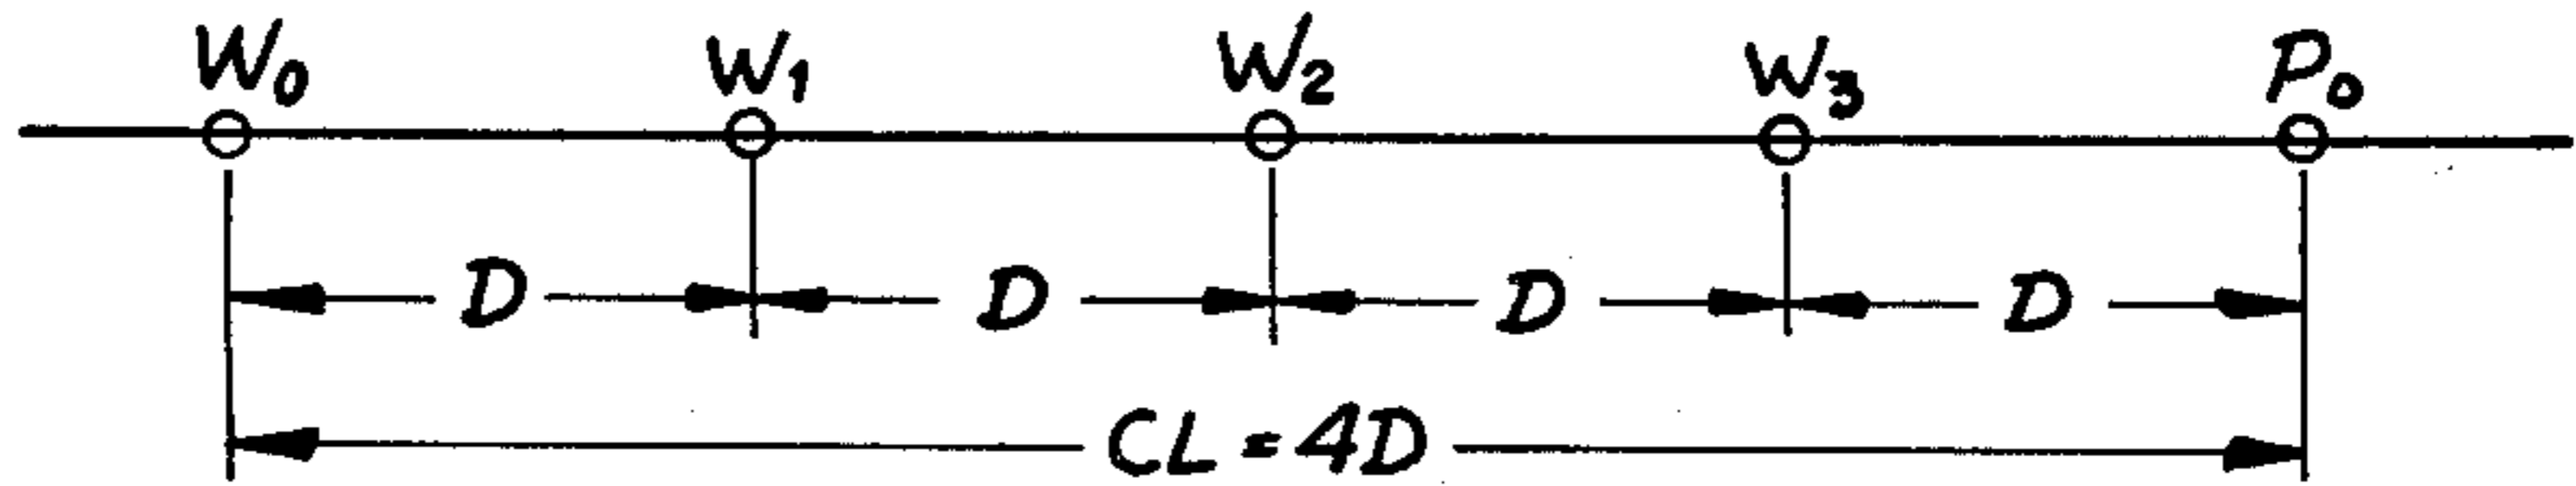 W₀ W₁ W₂ W₃ P₀
D D D D
CL = 4D